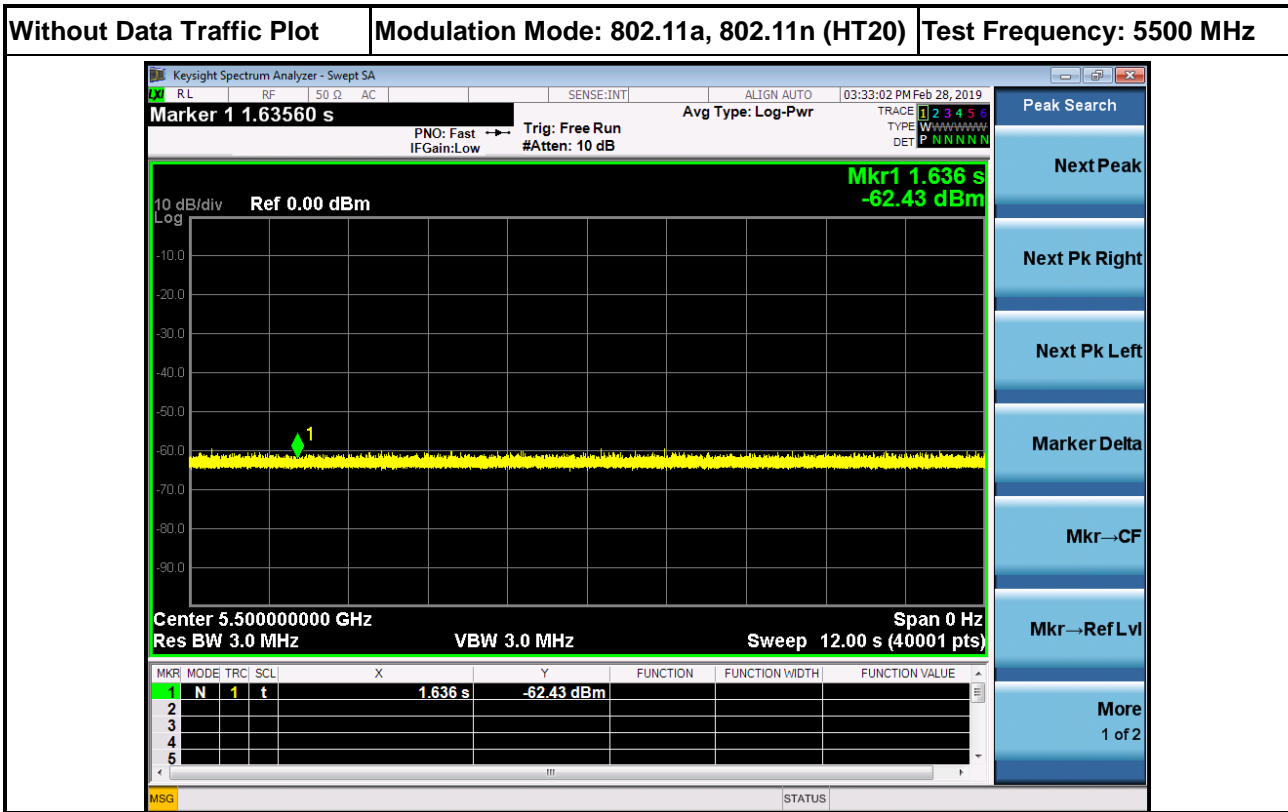 Without Data Traffic Plot Modulation Mode: 802.11a, 802.11n (HT20) Test Frequency: 5500 MHz
Keysight Spectrum Analyzer - Swept SA
LXI RL RF 50 Ω AC SENSE:INT ALIGN AUTO 03:33:02 PM Feb 28, 2019
Marker 1 1.63560 s
PNO: Fast
IFGain:Low
Trig: Free Run
#Atten: 10 dB
Avg Type: Log-Pwr
TRACE 1 2 3 4 5 6
TYPE WWWWWW
DET P N N N N N
Peak Search
Next Peak
Next Pk Right
Next Pk Left
Marker Delta
Mkr→CF
Mkr→Ref Lvl
More
1 of 2
Mkr1 1.636 s
-62.43 dBm
10 dB/div Ref 0.00 dBm
Log
-10.0
-20.0
-30.0
-40.0
-50.0
-60.0
-70.0
-80.0
-90.0
1
Center 5.500000000 GHz Span 0 Hz
Res BW 3.0 MHz VBW 3.0 MHz Sweep 12.00 s (40001 pts)
MKR MODE TRC SCL X Y FUNCTION FUNCTION WIDTH FUNCTION VALUE
1 N 1 t 1.636 s -62.43 dBm
2
3
4
5
MSG STATUS